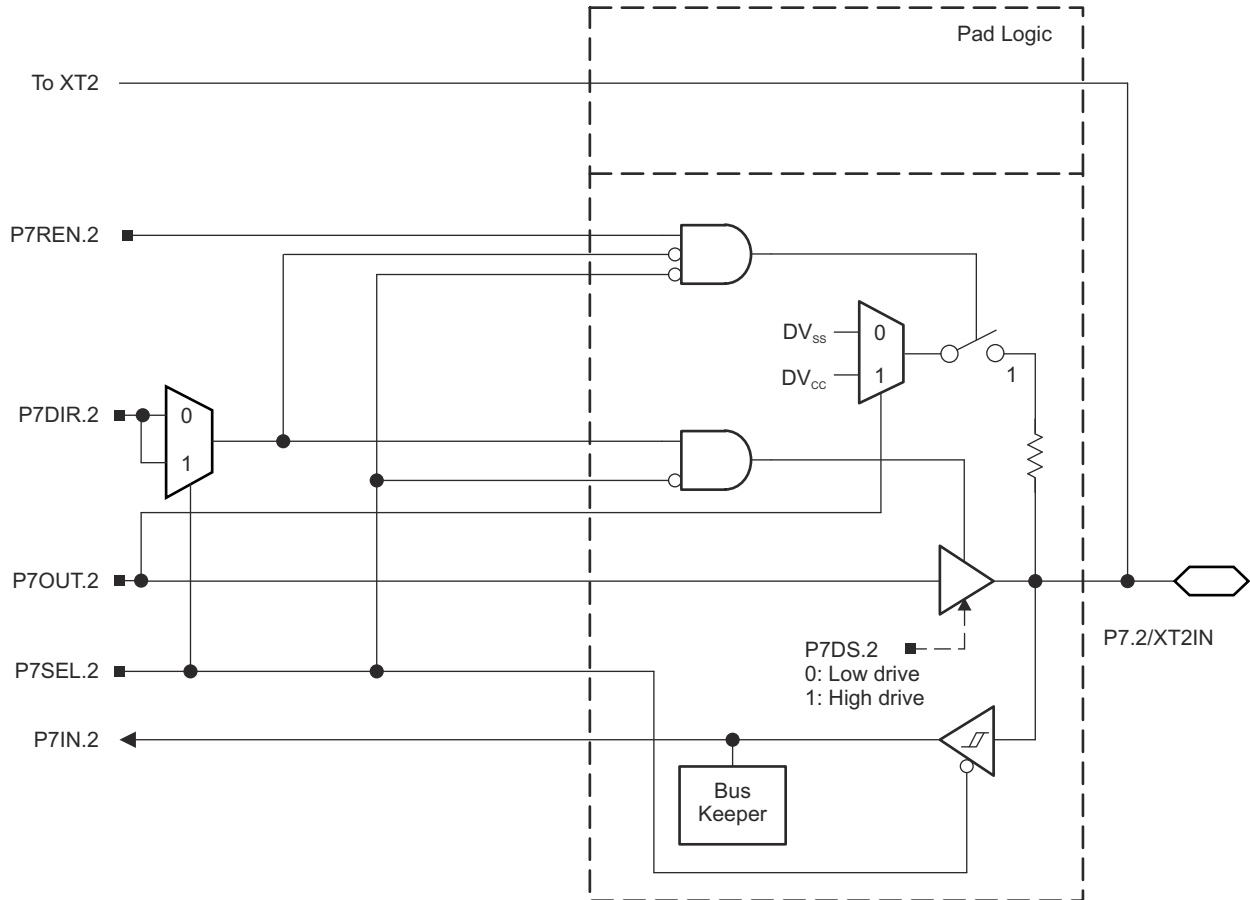 Pad Logic
To XT2
P7REN.2
DVSS
0
DVCC
1
1
P7DIR.2
0
1
P7OUT.2
P7SEL.2
P7DS.2
0: Low drive
1: High drive
P7.2/XT2IN
P7IN.2
Bus
Keeper